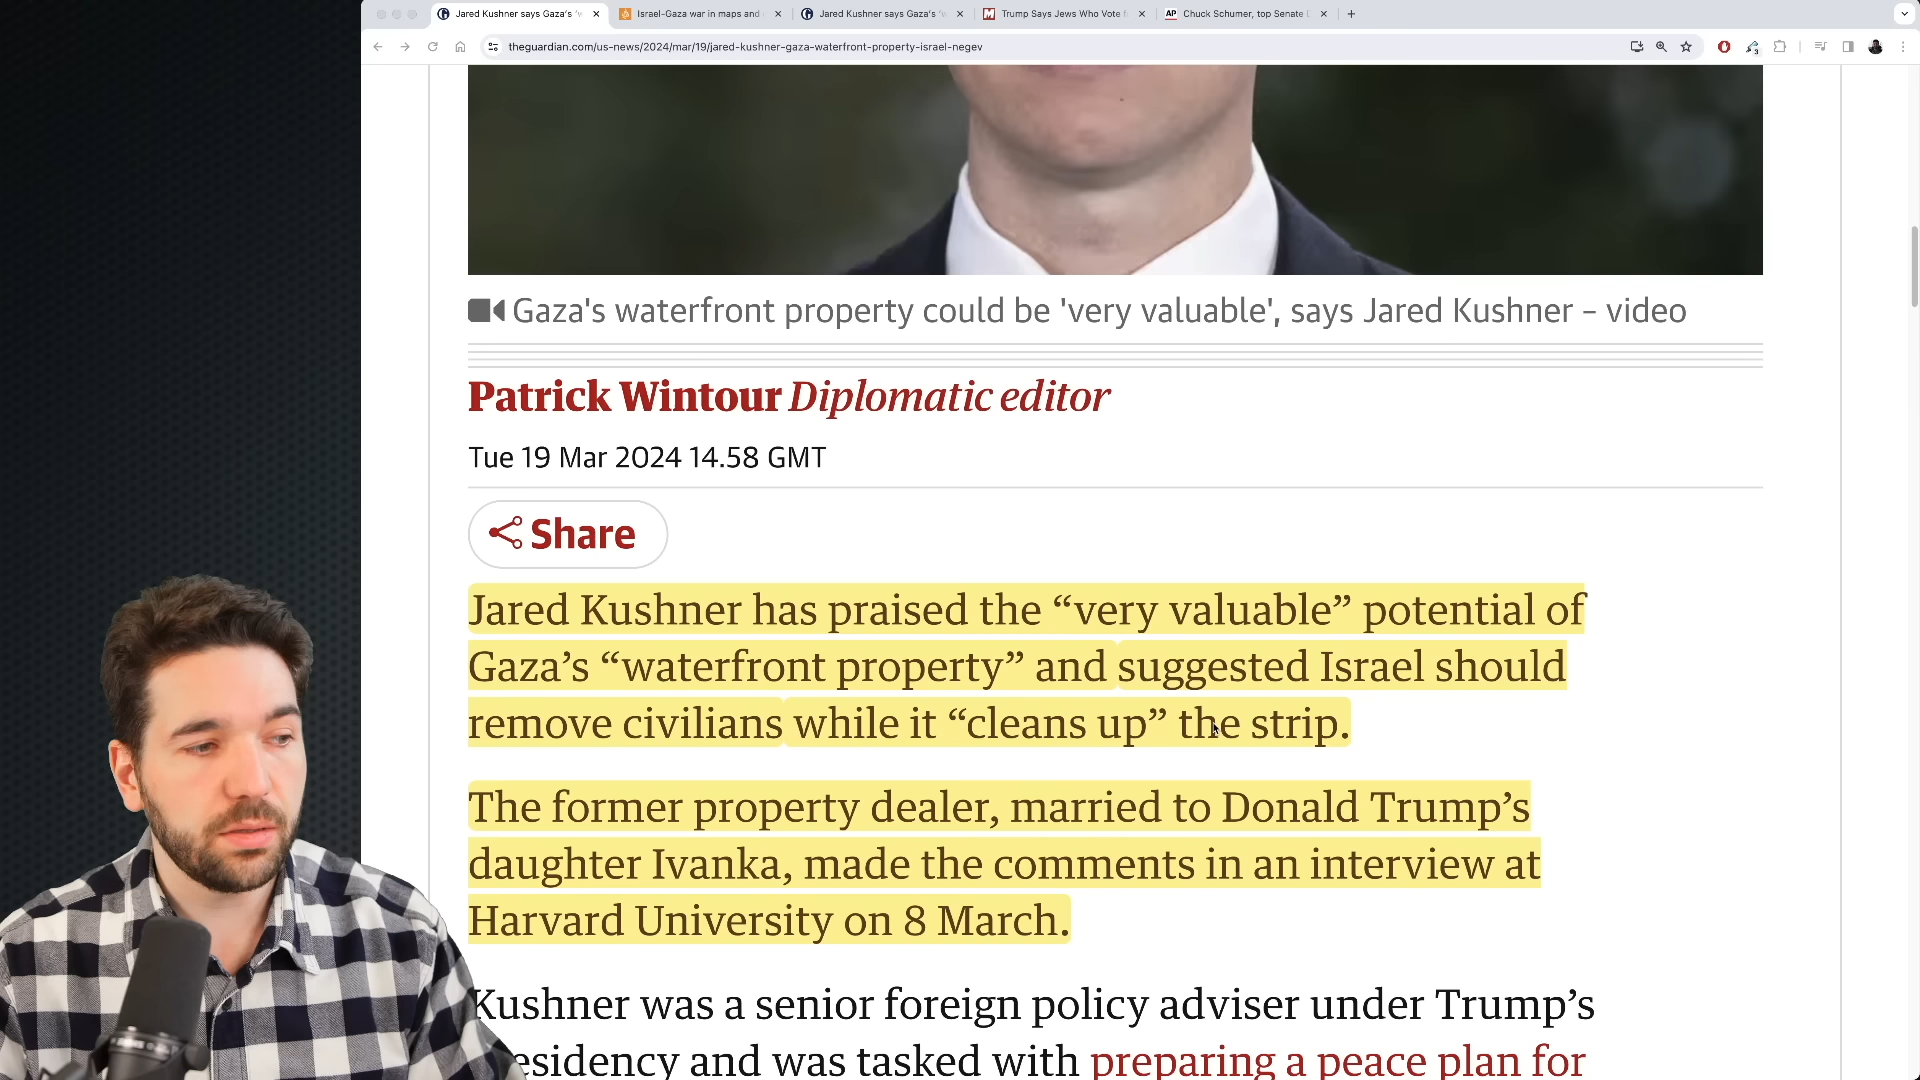 Jared Kushner says Gaza's 'w
Israel-Gaza war in maps and
Jared Kushner says Gaza's 'w
Trump Says Jews Who Vote f
AP Chuck Schumer, top Senate D
theguardian.com/us-news/2024/mar/19/jared-kushner-gaza-waterfront-property-israel-negev
Gaza's waterfront property could be 'very valuable', says Jared Kushner – video
Patrick Wintour Diplomatic editor
Tue 19 Mar 2024 14.58 GMT
Share
Jared Kushner has praised the “very valuable” potential of
Gaza’s “waterfront property” and suggested Israel should
remove civilians while it “cleans up” the strip.
The former property dealer, married to Donald Trump’s
daughter Ivanka, made the comments in an interview at
Harvard University on 8 March.
Kushner was a senior foreign policy adviser under Trump’s
esidency and was tasked with preparing a peace plan for